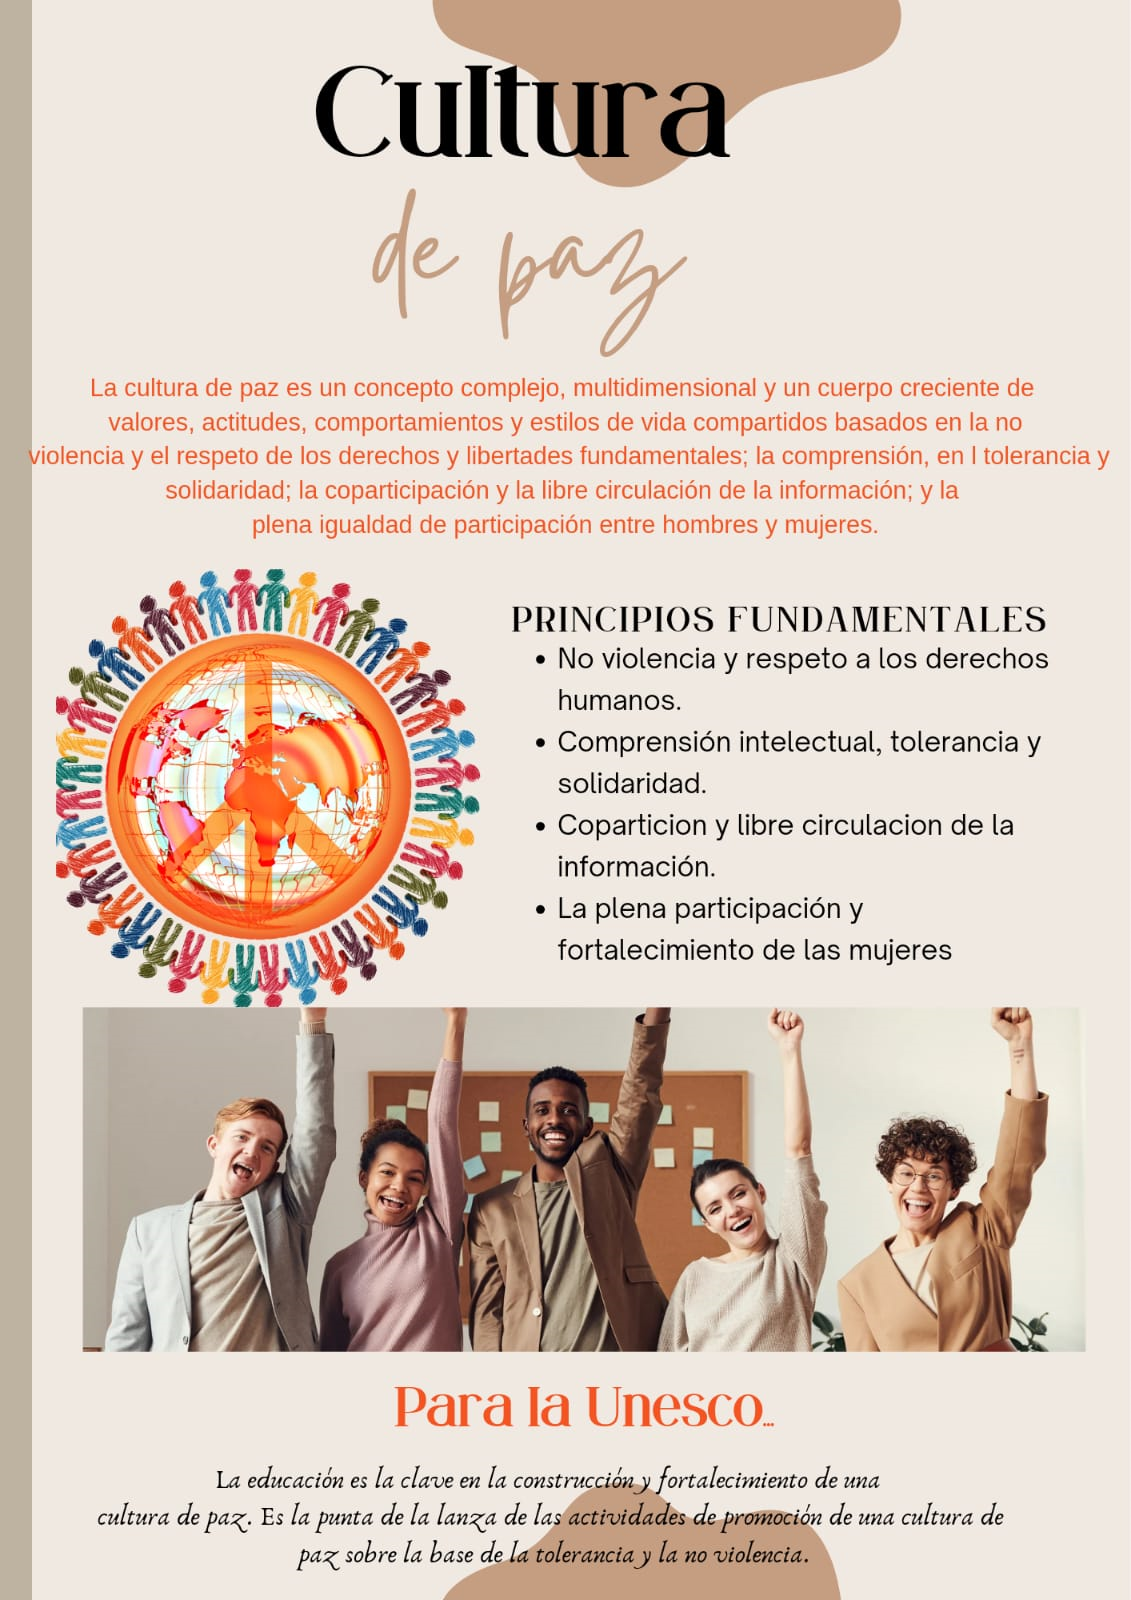 Cultura
de paz
La cultura de paz es un concepto complejo, multidimensional y un cuerpo creciente de
valores, actitudes, comportamientos y estilos de vida compartidos basados en la no
violencia y el respeto de los derechos y libertades fundamentales; la comprensión, en l tolerancia y
solidaridad; la coparticipación y la libre circulación de la información; y la
plena igualdad de participación entre hombres y mujeres.
PRINCIPIOS FUNDAMENTALES
• No violencia y respeto a los derechos
humanos.
• Comprensión intelectual, tolerancia y
solidaridad.
• Coparticion y libre circulacion de la
información.
• La plena participación y
fortalecimiento de las mujeres
Para la Unesco...
La educación es la clave en la construcción y fortalecimiento de una
cultura de paz. Es la punta de la lanza de las actividades de promoción de una cultura de
paz sobre la base de la tolerancia y la no violencia.